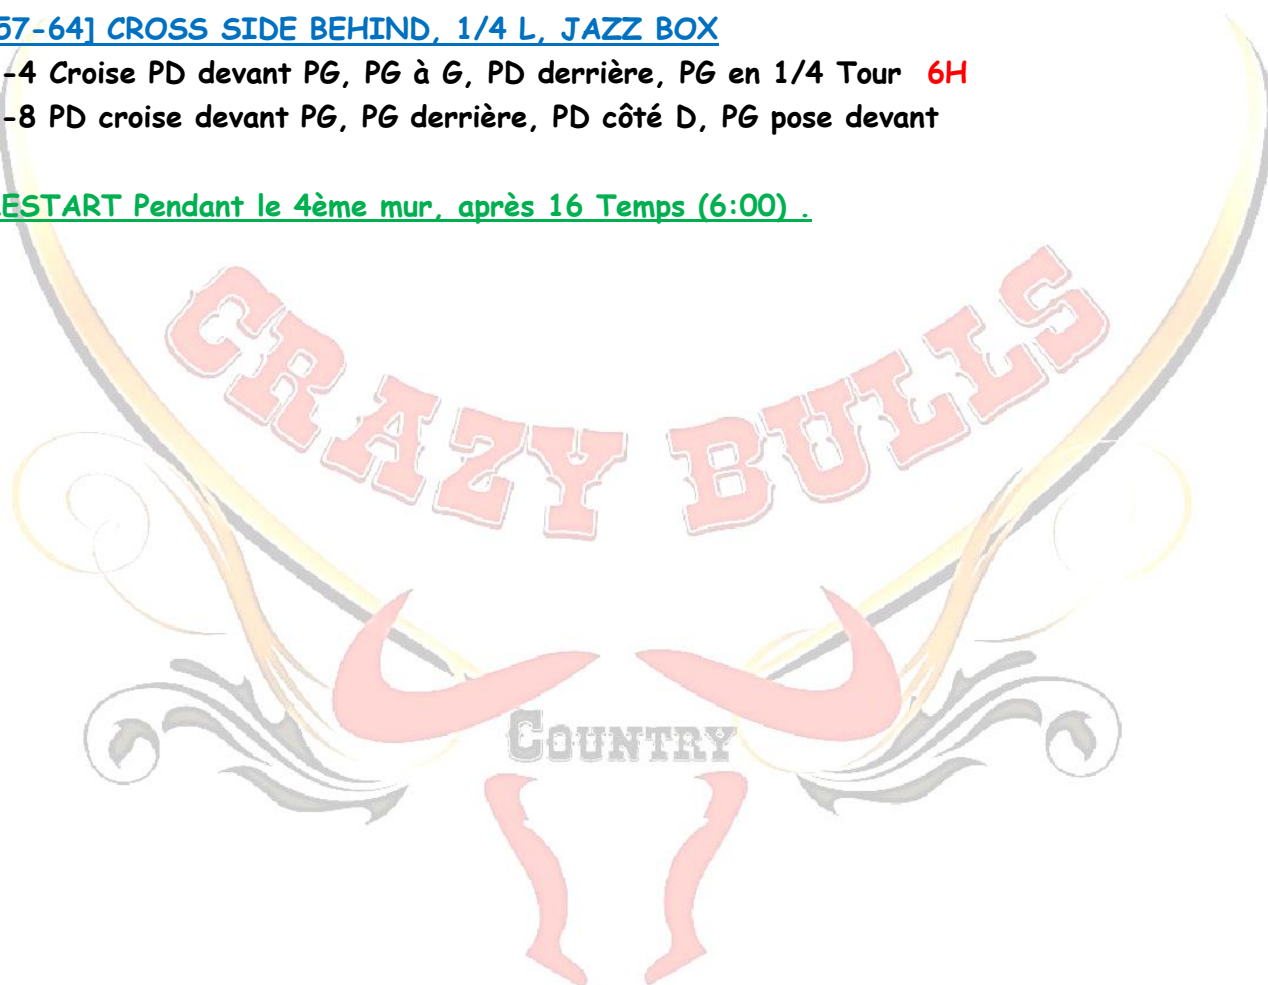 57-64] CROSS SIDE BEHIND, 1/4 L, JAZZ BOX
-4 Croise PD devant PG, PG à G, PD derrière, PG en 1/4 Tour 6H
-8 PD croise devant PG, PG derrière, PD côté D, PG pose devant
ESTART Pendant le 4ème mur, après 16 Temps (6:00) .
CRAZY BULLS
COUNTRY